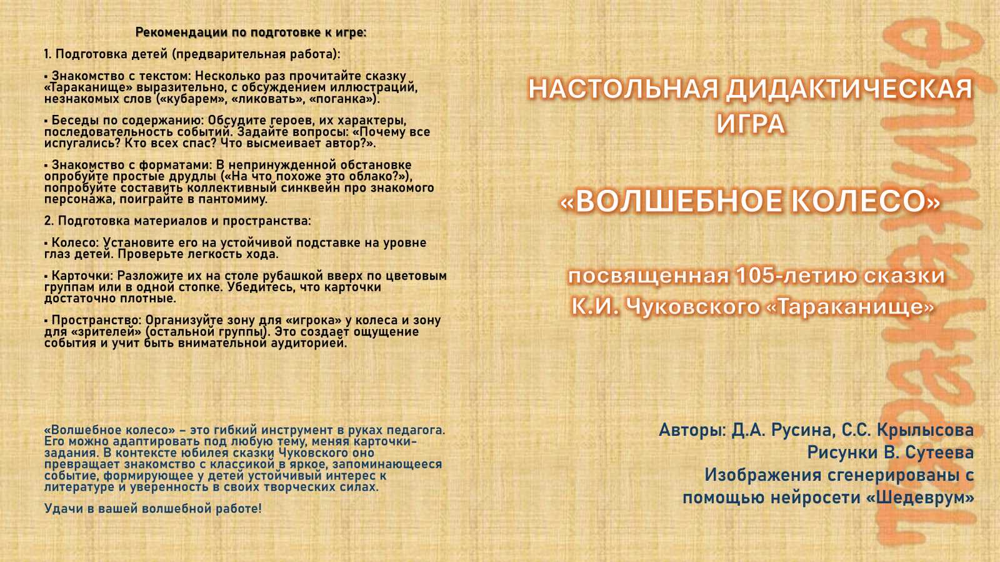 Рекомендации по подготовке к игре:
1. Подготовка детей (предварительная работа):
▪ Знакомство с текстом: Несколько раз прочитайте сказку
«Тараканище» выразительно, с обсуждением иллюстраций,
незнакомых слов («кубарем», «ликовать», «поганка»).
▪ Беседы по содержанию: Обсудите героев, их характеры,
последовательность событий. Задайте вопросы: «Почему все
испугались? Кто всех спас? Что высмеивает автор?».
▪ Знакомство с форматами: В непринужденной обстановке
опробуйте простые друдлы («На что похоже это облако?»),
попробуйте составить коллективный синквейн про знакомого
персонажа, поиграйте в пантомиму.
2. Подготовка материалов и пространства:
▪ Колесо: Установите его на устойчивой подставке на уровне
глаз детей. Проверьте легкость хода.
▪ Карточки: Разложите их на столе рубашкой вверх по цветовым
группам или в одной стопке. Убедитесь, что карточки
достаточно плотные.
▪ Пространство: Организуйте зону для «игрока» у колеса и зону
для «зрителей» (остальной группы). Это создает ощущение
события и учит быть внимательной аудиторией.
«Волшебное колесо» – это гибкий инструмент в руках педагога.
Его можно адаптировать под любую тему, меняя карточки-
задания. В контексте юбилея сказки Чуковского оно
превращает знакомство с классикой в яркое, запоминающееся
событие, формирующее у детей устойчивый интерес к
литературе и уверенность в своих творческих силах.
Удачи в вашей волшебной работе!
НАСТОЛЬНАЯ ДИДАКТИЧЕСКАЯ
ИГРА
«ВОЛШЕБНОЕ КОЛЕСО»
посвященная 105-летию сказки
К.И. Чуковского «Тараканище»
Авторы: Д.А. Русина, С.С. Крылысова
Рисунки В. Сутеева
Изображения сгенерированы с
помощью нейросети «Шедеврум»
Тараканище